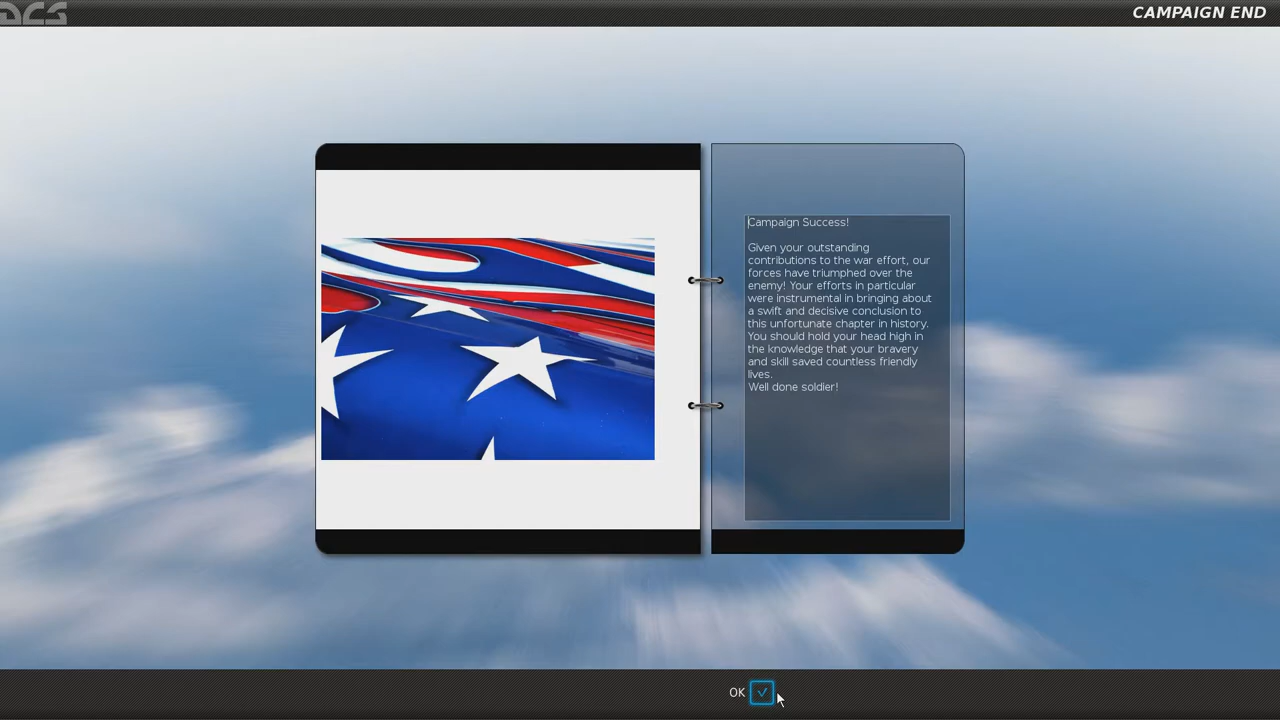 DCS
CAMPAIGN END
Campaign Success!
Given your outstanding
contributions to the war effort, our
forces have triumphed over the
enemy! Your efforts in particular
were instrumental in bringing about
a swift and decisive conclusion to
this unfortunate chapter in history.
You should hold your head high in
the knowledge that your bravery
and skill saved countless friendly
lives.
Well done soldier!
OK